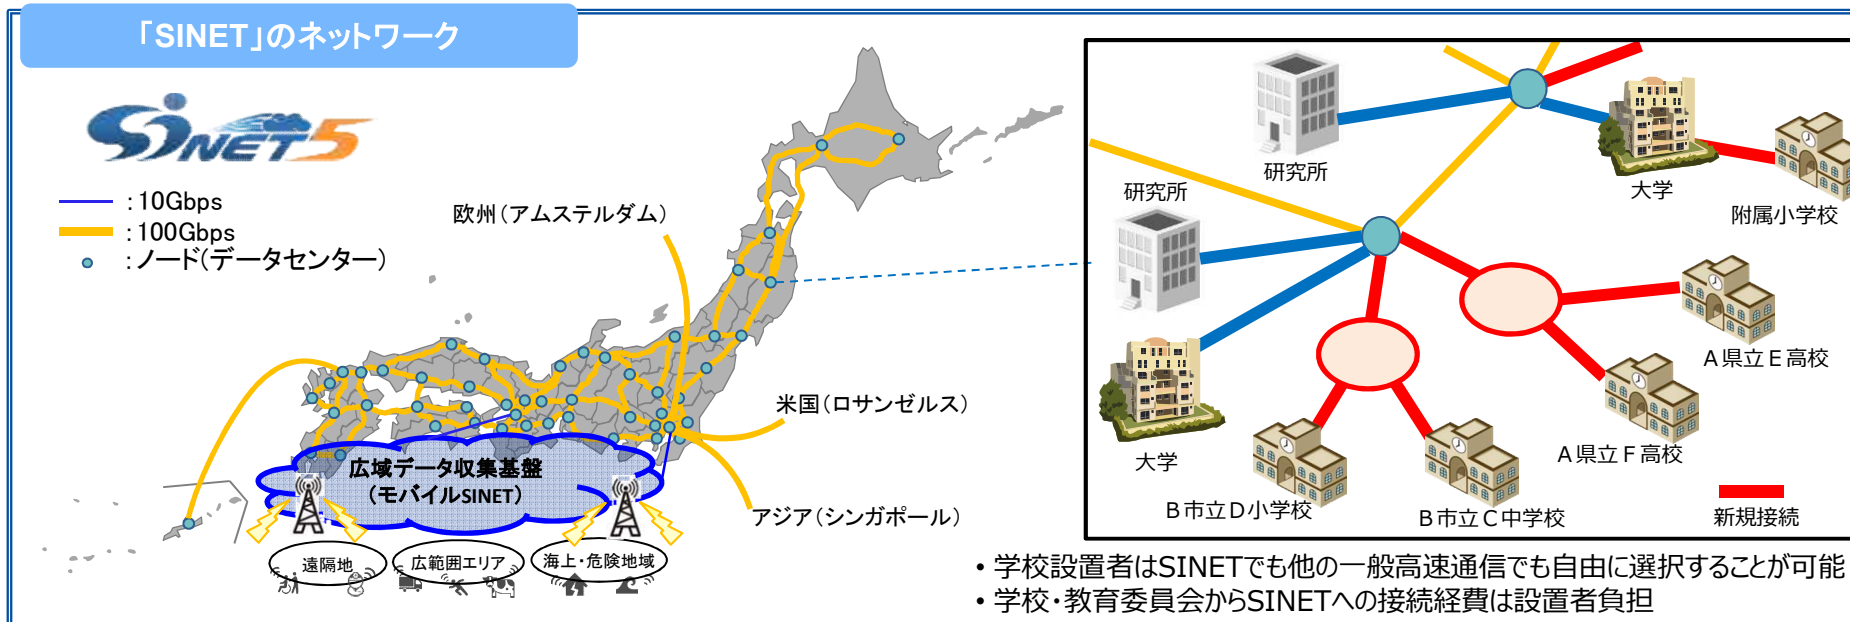 「SINET」のネットワーク
SINET5
：10Gbps
：100Gbps
：ノード（データセンター）
欧州（アムステルダム）
米国（ロサンゼルス）
アジア（シンガポール）
広域データ収集基盤
（モバイルSINET）
遠隔地
広範囲エリア
海上・危険地域
研究所
大学
附属小学校
研究所
大学
A県立E高校
A県立F高校
B市立D小学校
B市立C中学校
新規接続
• 学校設置者はSINETでも他の一般高速通信でも自由に選択することが可能
• 学校・教育委員会からSINETへの接続経費は設置者負担